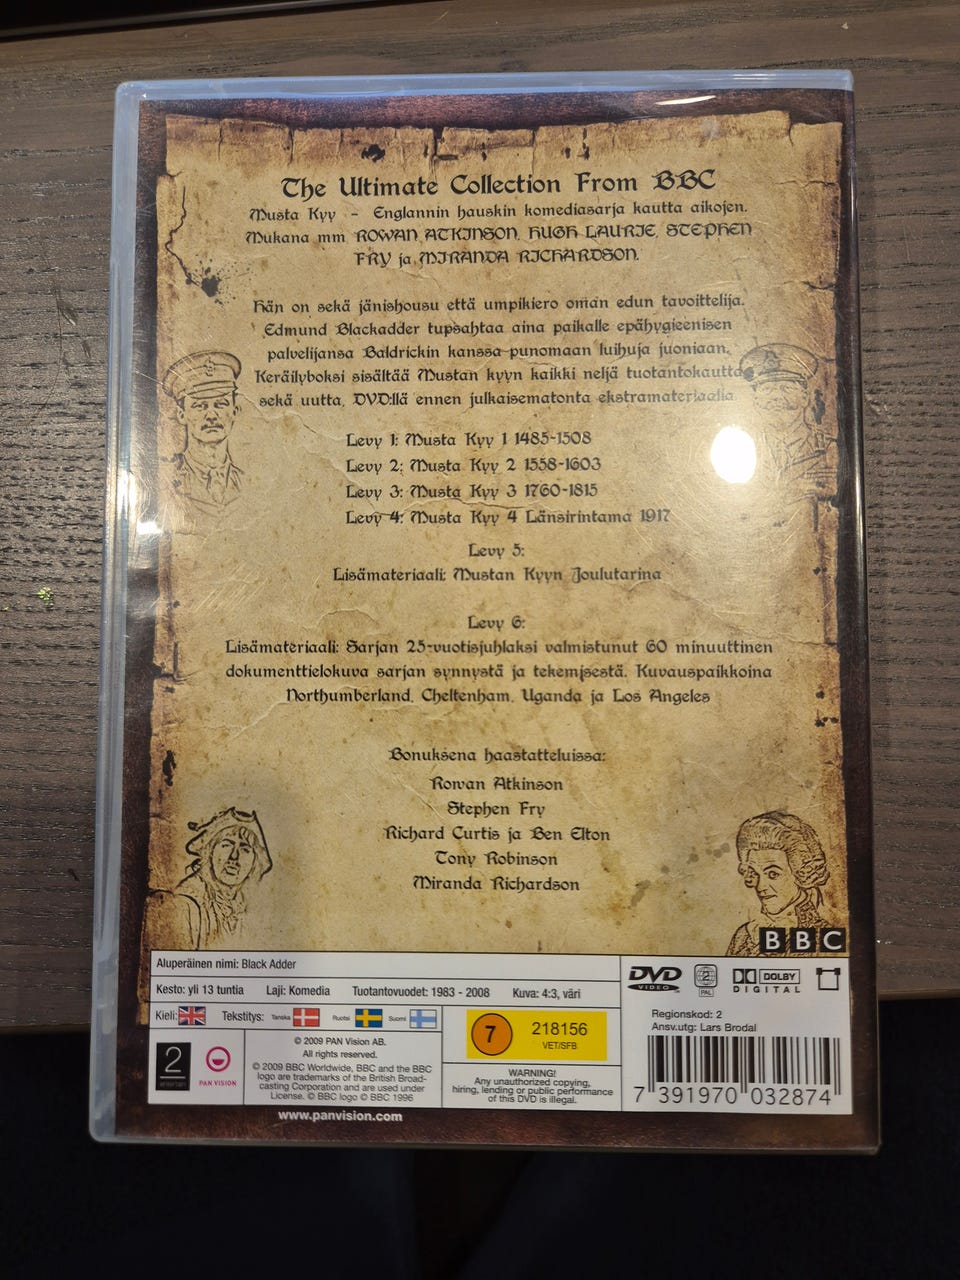 The Ultimate Collection From BBC
Musta Kyy - Englannin hauskin komediasarja kautta aikojen.
Mukana mm ROWAN ATKINSON, HUGH LAURIE, STEPHEN
FRY ja MIRANDA RICHARDSON.
Hän on sekä jänishousu että umpikiero oman edun tavoittelija.
Edmund Blackadder tupsahtaa aina paikalle epähygieenisen
palvelijansa Baldrickin kanssa punomaan luihuja juoniaan.
Keräilyboksi sisältää Mustan kyyn kaikki neljä tuotantokautta
sekä uutta, DVD:llä ennen julkaisematonta ekstramateriaalia.
Levy 1: Musta Kyy 1 1485-1508
Levy 2: Musta Kyy 2 1558-1603
Levy 3: Musta Kyy 3 1760-1815
Levy 4: Musta Kyy 4 Länsirintama 1917
Levy 5:
Lisämateriaali: Mustan Kyyn Joulutarina
Levy 6:
Lisämateriaali: Sarjan 25-vuotisjuhlaksi valmistunut 60 minuuttinen
dokumenttielokuva sarjan synnystä ja tekemisestä. Kuvauspaikkoina
Northumberland, Cheltenham, Uganda ja Los Angeles
Bonuksena haastatteluissa:
Rowan Atkinson
Stephen Fry
Richard Curtis ja Ben Elton
Tony Robinson
Miranda Richardson
BBC
Aluperäinen nimi: Black Adder
Kesto: yli 13 tuntia Laji: Komedia Tuotantovuodet: 1983 - 2008 Kuva: 4:3, väri
Kieli: Tekstitys: Tanska Ruotsi Suomi
2 entertain
PAN VISION
© 2009 PAN Vision AB.
All rights reserved.
© 2009 BBC Worldwide, BBC and the BBC
logo are trademarks of the British Broad-
casting Corporation and are used under
License. © BBC logo © BBC 1996
7 218156
VET/SFB
WARNING!
Any unauthorized copying,
hiring, lending or public performance
of this DVD is illegal.
DVD VIDEO 2 PAL DOLBY DIGITAL
Regionskod: 2
Ansv.utg: Lars Brodal
7 391970 032874
www.panvision.com